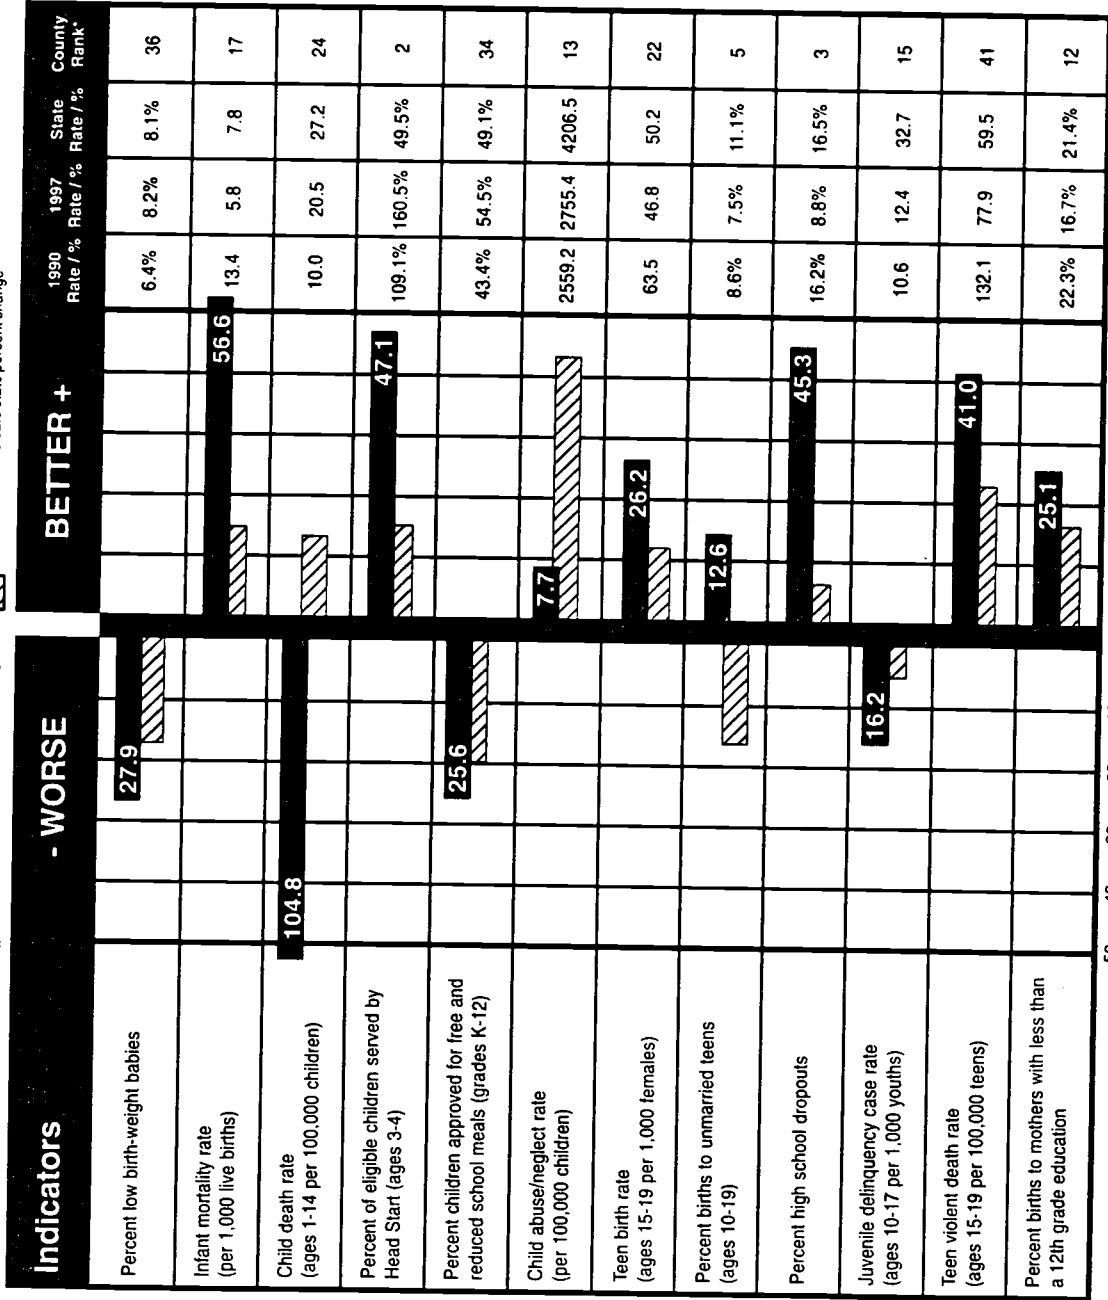 Indicators
- WORSE
BETTER +
1990
Rate / %
1997
Rate / %
State
Rate / %
County
Rank*
Percent low birth-weight babies
27.9
6.4%
8.2%
8.1%
36
Infant mortality rate
(per 1,000 live births)
56.6
13.4
5.8
7.8
17
Child death rate
(ages 1-14 per 100,000 children)
104.8
10.0
20.5
27.2
24
Percent of eligible children served by
Head Start (ages 3-4)
47.1
109.1%
160.5%
49.5%
2
Percent children approved for free and
reduced school meals (grades K-12)
25.6
43.4%
54.5%
49.1%
34
Child abuse/neglect rate
(per 100,000 children)
7.7
2559.2
2755.4
4206.5
13
Teen birth rate
(ages 15-19 per 1,000 females)
26.2
63.5
46.8
50.2
22
Percent births to unmarried teens
(ages 10-19)
12.6
8.6%
7.5%
11.1%
5
Percent high school dropouts
45.3
16.2%
8.8%
16.5%
3
Juvenile delinquency case rate
(ages 10-17 per 1,000 youths)
16.2
10.6
12.4
32.7
15
Teen violent death rate
(ages 15-19 per 100,000 teens)
41.0
132.1
77.9
59.5
41
Percent births to mothers with less than
a 12th grade education
25.1
22.3%
16.7%
21.4%
12